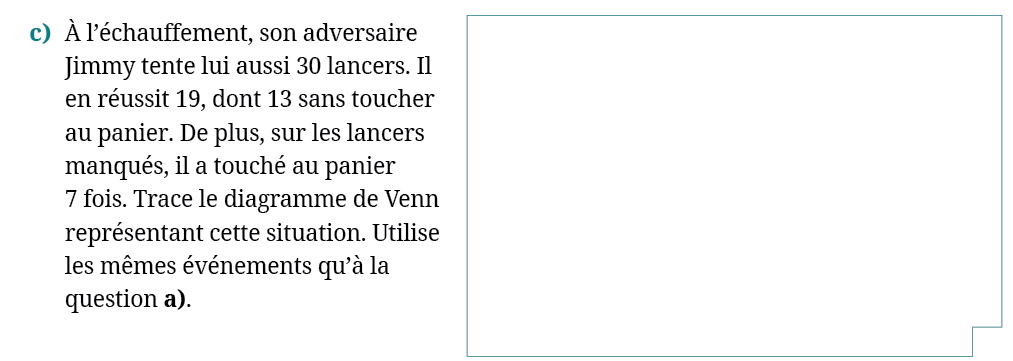 c) À l’échauffement, son adversaire
Jimmy tente lui aussi 30 lancers. Il
en réussit 19, dont 13 sans toucher
au panier. De plus, sur les lancers
manqués, il a touché au panier
7 fois. Trace le diagramme de Venn
représentant cette situation. Utilise
les mêmes événements qu’à la
question a).